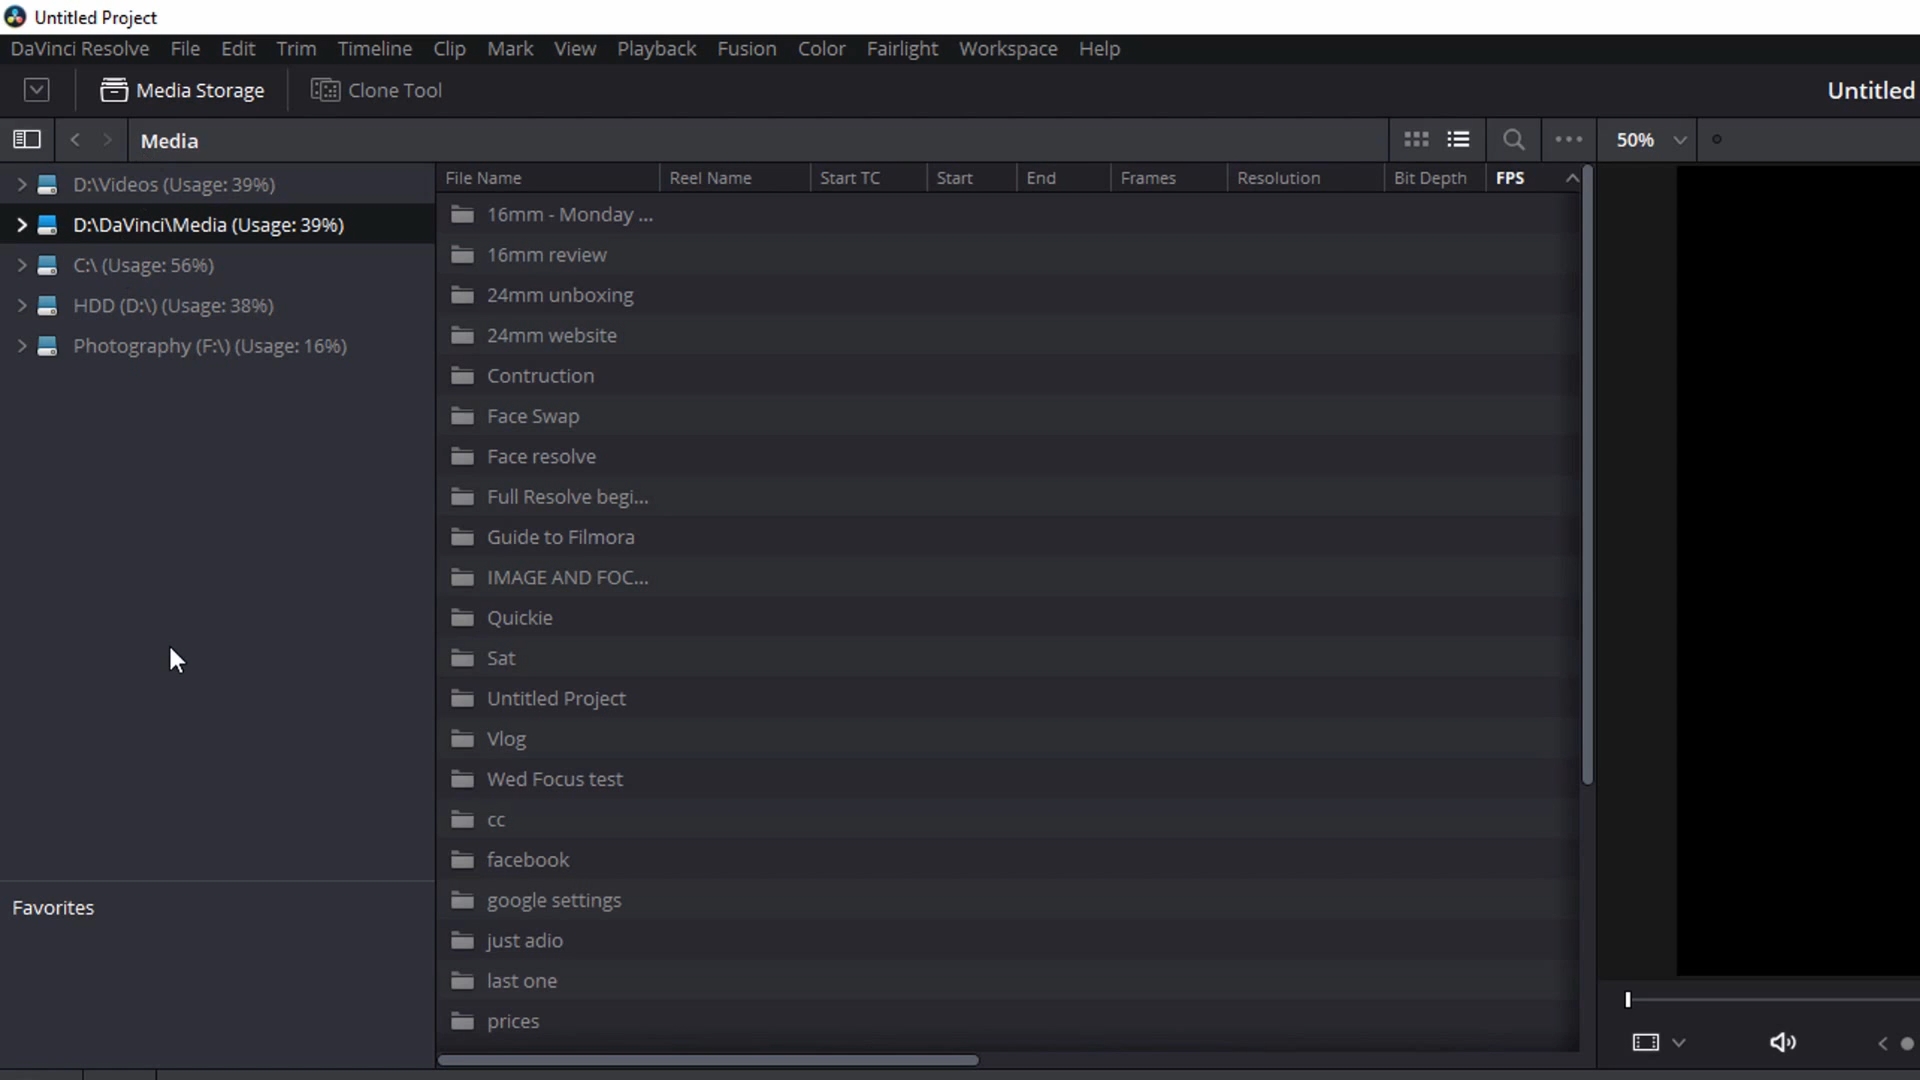 Untitled Project
DaVinci Resolve File Edit Trim Timeline Clip Mark View Playback Fusion Color Fairlight Workspace Help
Media Storage Clone Tool Untitled
Media 50%
File Name Reel Name Start TC Start End Frames Resolution Bit Depth FPS
D:\Videos (Usage: 39%)
D:\DaVinci\Media (Usage: 39%)
C:\ (Usage: 56%)
HDD (D:\) (Usage: 38%)
Photography (F:\) (Usage: 16%)
16mm - Monday ...
16mm review
24mm unboxing
24mm website
Contruction
Face Swap
Face resolve
Full Resolve begi...
Guide to Filmora
IMAGE AND FOC...
Quickie
Sat
Untitled Project
Vlog
Wed Focus test
cc
facebook
google settings
just adio
last one
prices
Favorites